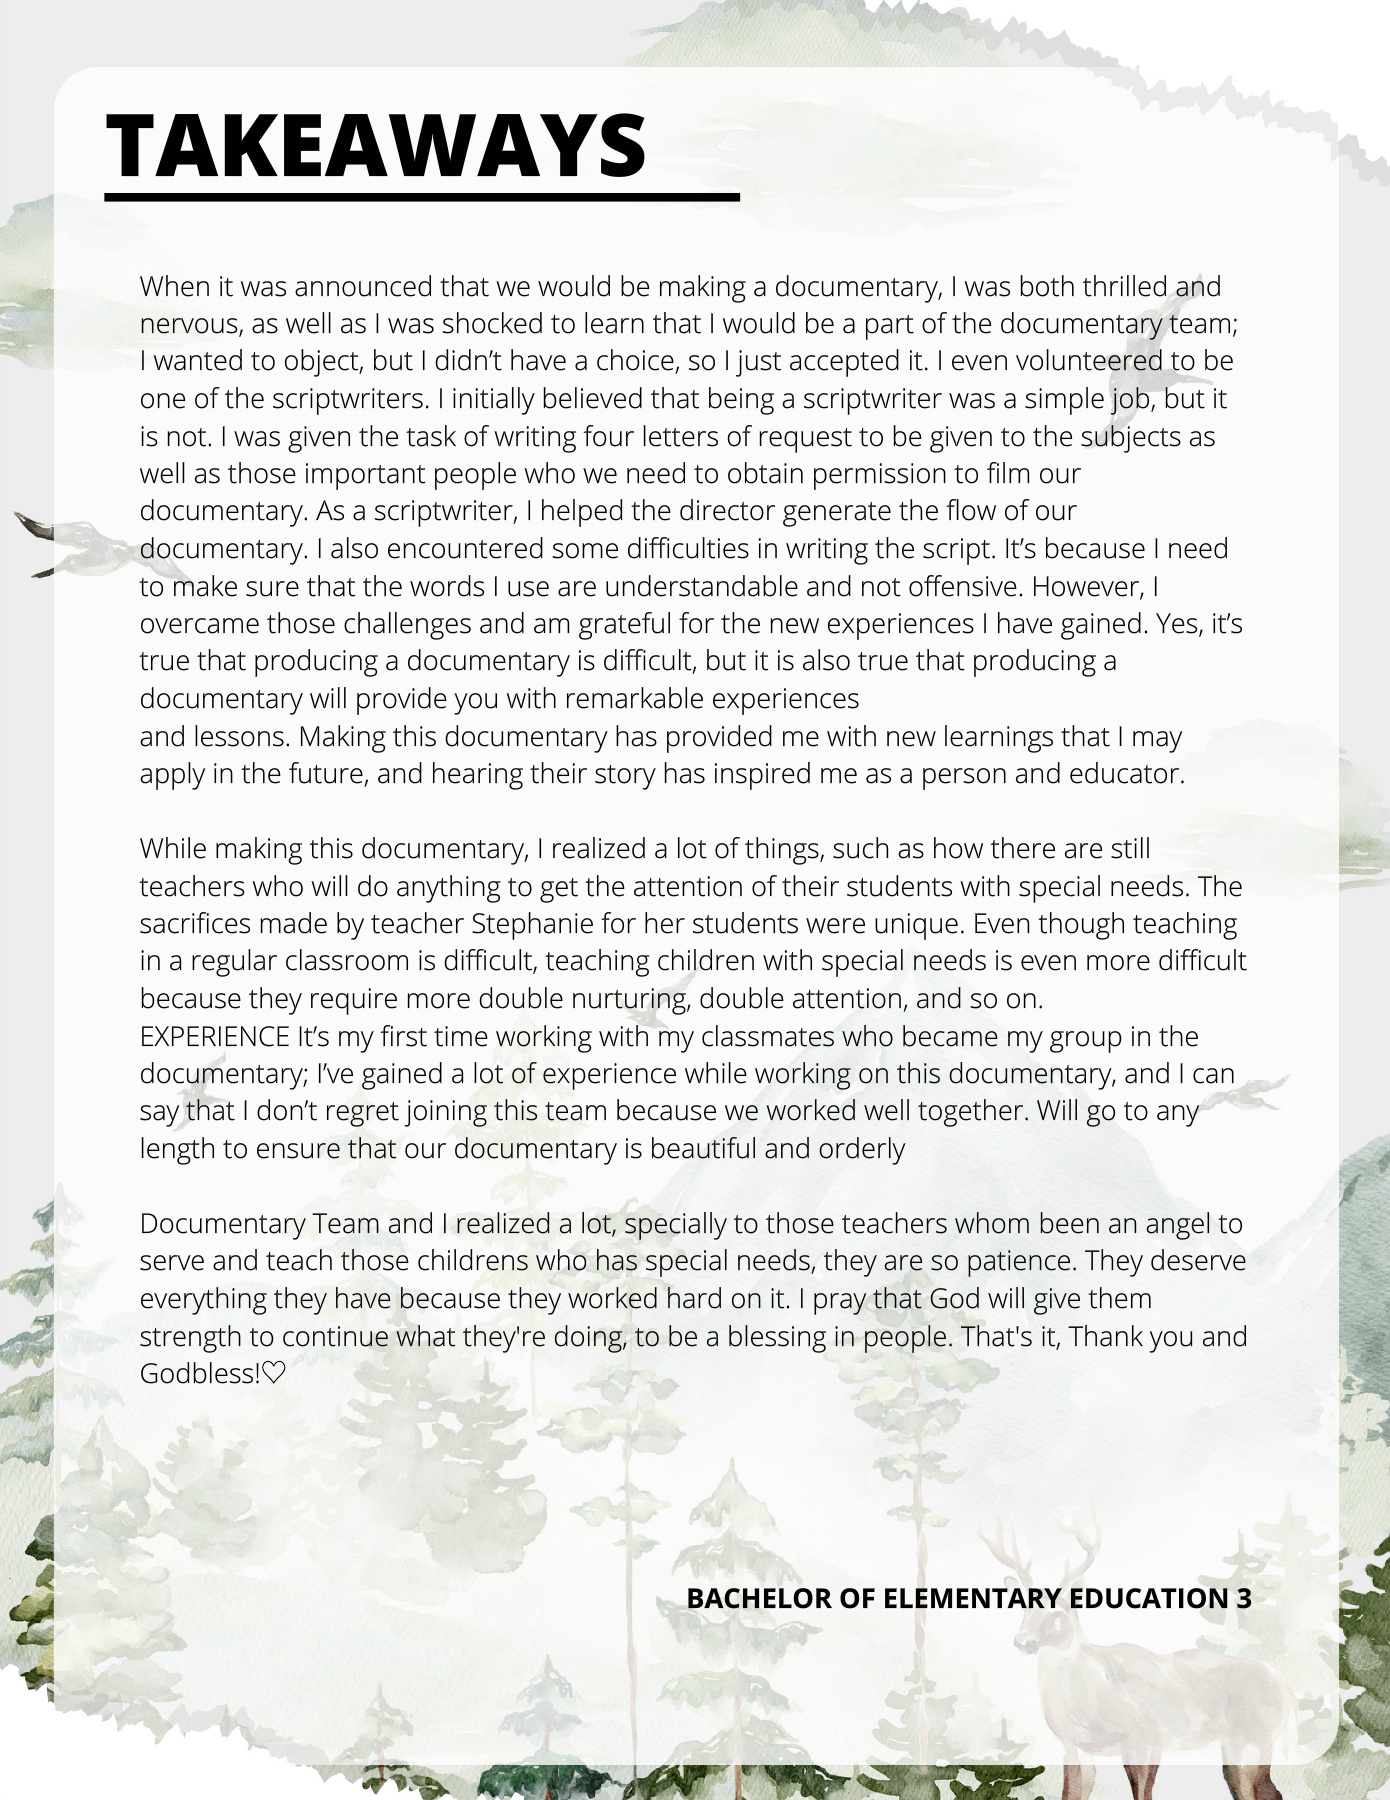 TAKEAWAYS
When it was announced that we would be making a documentary, I was both thrilled and
nervous, as well as I was shocked to learn that I would be a part of the documentary team;
I wanted to object, but I didn’t have a choice, so I just accepted it. I even volunteered to be
one of the scriptwriters. I initially believed that being a scriptwriter was a simple job, but it
is not. I was given the task of writing four letters of request to be given to the subjects as
well as those important people who we need to obtain permission to film our
documentary. As a scriptwriter, I helped the director generate the flow of our
documentary. I also encountered some difficulties in writing the script. It’s because I need
to make sure that the words I use are understandable and not offensive. However, I
overcame those challenges and am grateful for the new experiences I have gained. Yes, it’s
true that producing a documentary is difficult, but it is also true that producing a
documentary will provide you with remarkable experiences
and lessons. Making this documentary has provided me with new learnings that I may
apply in the future, and hearing their story has inspired me as a person and educator.
While making this documentary, I realized a lot of things, such as how there are still
teachers who will do anything to get the attention of their students with special needs. The
sacrifices made by teacher Stephanie for her students were unique. Even though teaching
in a regular classroom is difficult, teaching children with special needs is even more difficult
because they require more double nurturing, double attention, and so on.
EXPERIENCE It’s my first time working with my classmates who became my group in the
documentary; I’ve gained a lot of experience while working on this documentary, and I can
say that I don’t regret joining this team because we worked well together. Will go to any
length to ensure that our documentary is beautiful and orderly
Documentary Team and I realized a lot, specially to those teachers whom been an angel to
serve and teach those childrens who has special needs, they are so patience. They deserve
everything they have because they worked hard on it. I pray that God will give them
strength to continue what they're doing, to be a blessing in people. That's it, Thank you and
Godbless!♡
BACHELOR OF ELEMENTARY EDUCATION 3